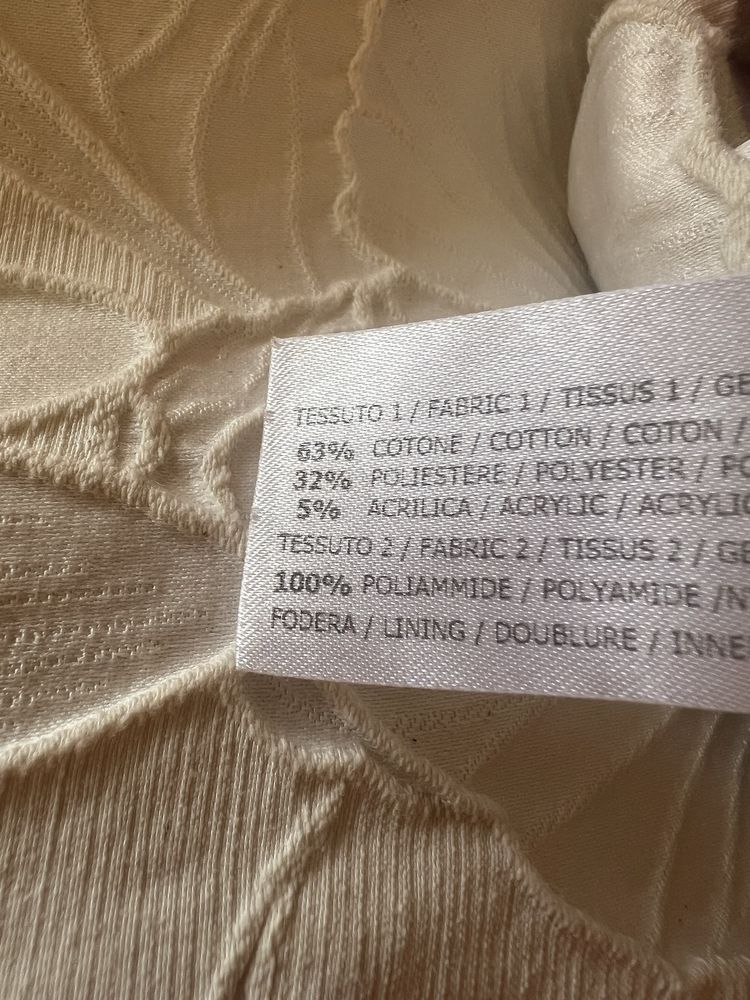 TESSUTO 1 / FABRIC 1 / TISSUS 1 / GE
63% COTONE / COTTON / COTON /
32% POLIESTERE / POLYESTER / PO
5% ACRILICA / ACRYLIC / ACRYLIC
TESSUTO 2 / FABRIC 2 / TISSUS 2 / GE
100% POLIAMMIDE / POLYAMIDE /N
FODERA / LINING / DOUBLURE / INNE